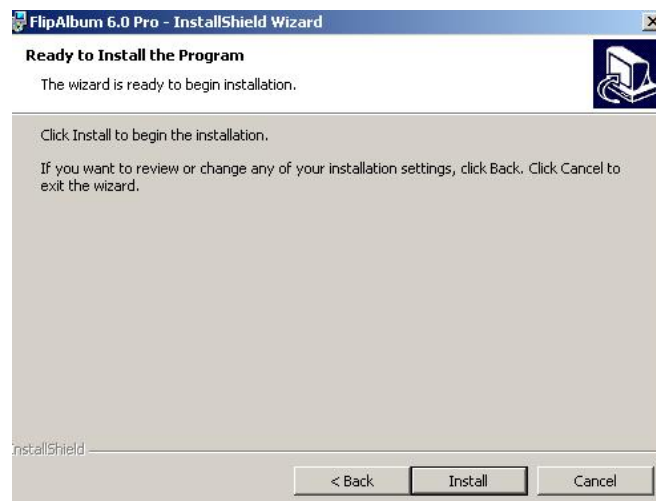 FlipAlbum 6.0 Pro - InstallShield Wizard
Ready to Install the Program
The wizard is ready to begin installation.
Click Install to begin the installation.
If you want to review or change any of your installation settings, click Back. Click Cancel to
exit the wizard.
InstallShield
< Back Install Cancel